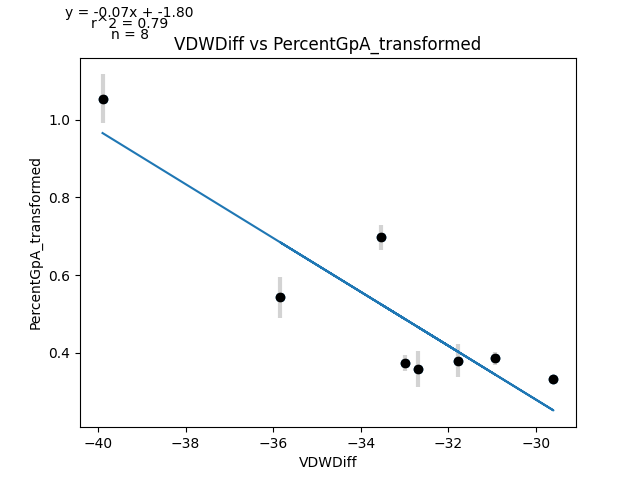 y = -0.07x + -1.80
r^2 = 0.79
n = 8
VDWDiff vs PercentGpA_transformed
PercentGpA_transformed
1.0
0.8
0.6
0.4
−40
−38
−36
−34
−32
−30
VDWDiff